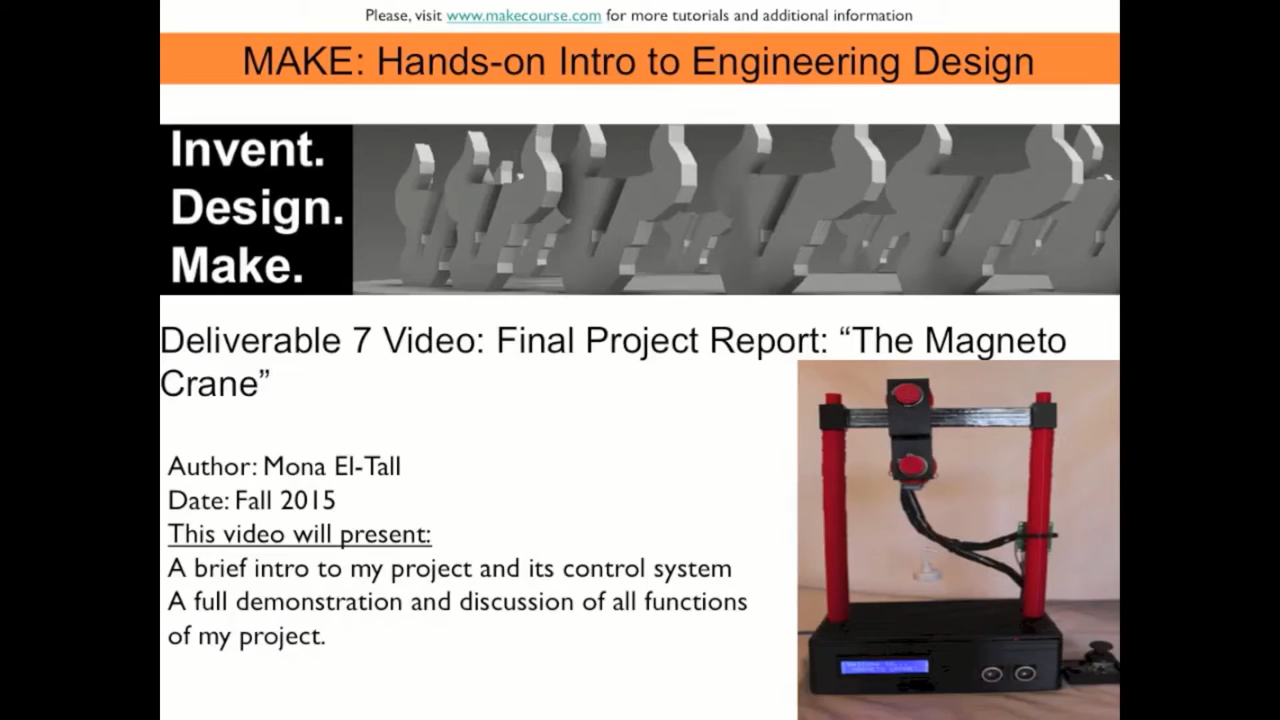 Please, visit www.makecourse.com for more tutorials and additional information
MAKE: Hands-on Intro to Engineering Design
Invent.
Design.
Make.
Deliverable 7 Video: Final Project Report: “The Magneto
Crane”
Author: Mona El-Tall
Date: Fall 2015
This video will present:
A brief intro to my project and its control system
A full demonstration and discussion of all functions
of my project.